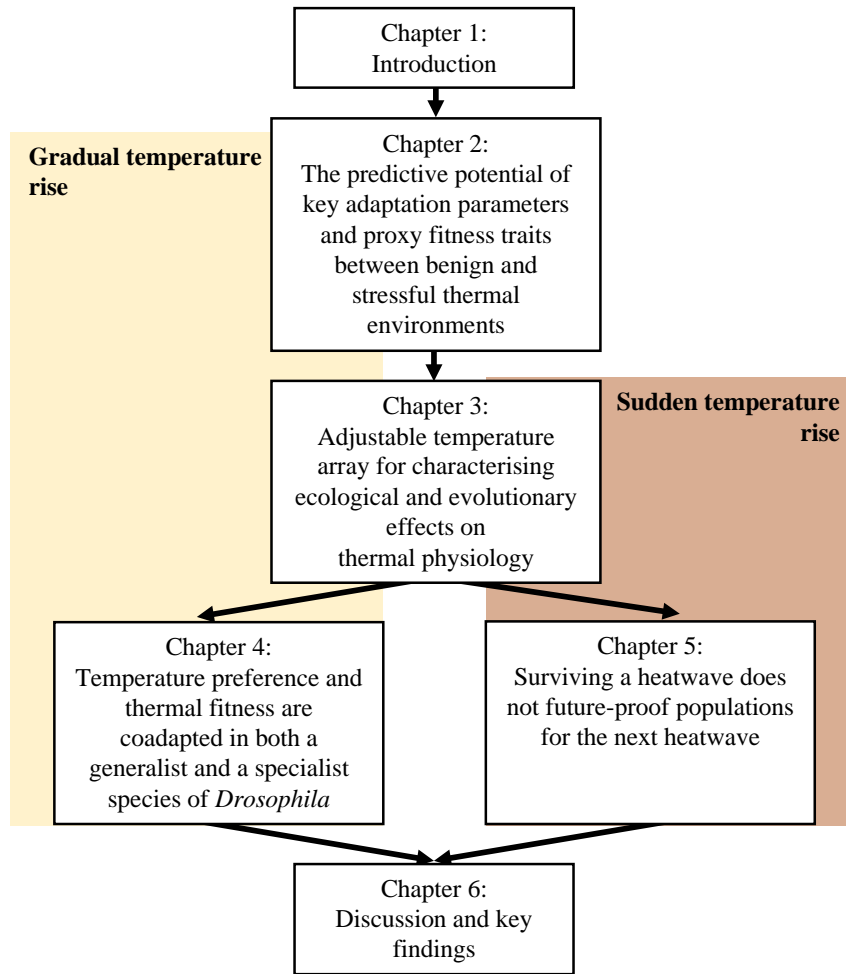 Chapter 1:
Introduction
Gradual temperature
rise
Chapter 2:
The predictive potential of
key adaptation parameters
and proxy fitness traits
between benign and
stressful thermal
environments
Chapter 3:
Adjustable temperature
array for characterising
ecological and evolutionary
effects on
thermal physiology
Sudden temperature
rise
Chapter 4:
Temperature preference and
thermal fitness are
coadapted in both a
generalist and a specialist
species of Drosophila
Chapter 5:
Surviving a heatwave does
not future-proof populations
for the next heatwave
Chapter 6:
Discussion and key
findings